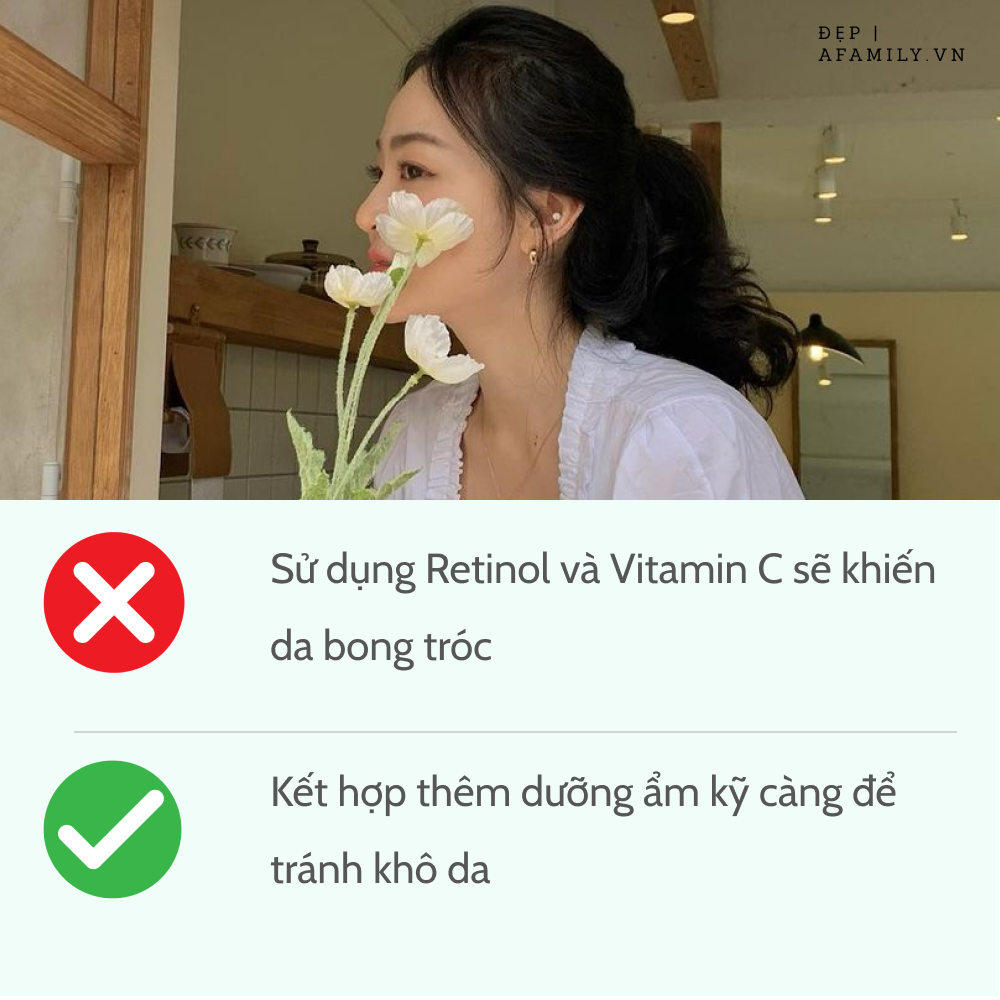 ĐẸP |
AFAMILY.VN
Sử dụng Retinol và Vitamin C sẽ khiến
da bong tróc
Kết hợp thêm dưỡng ẩm kỹ càng để
tránh khô da